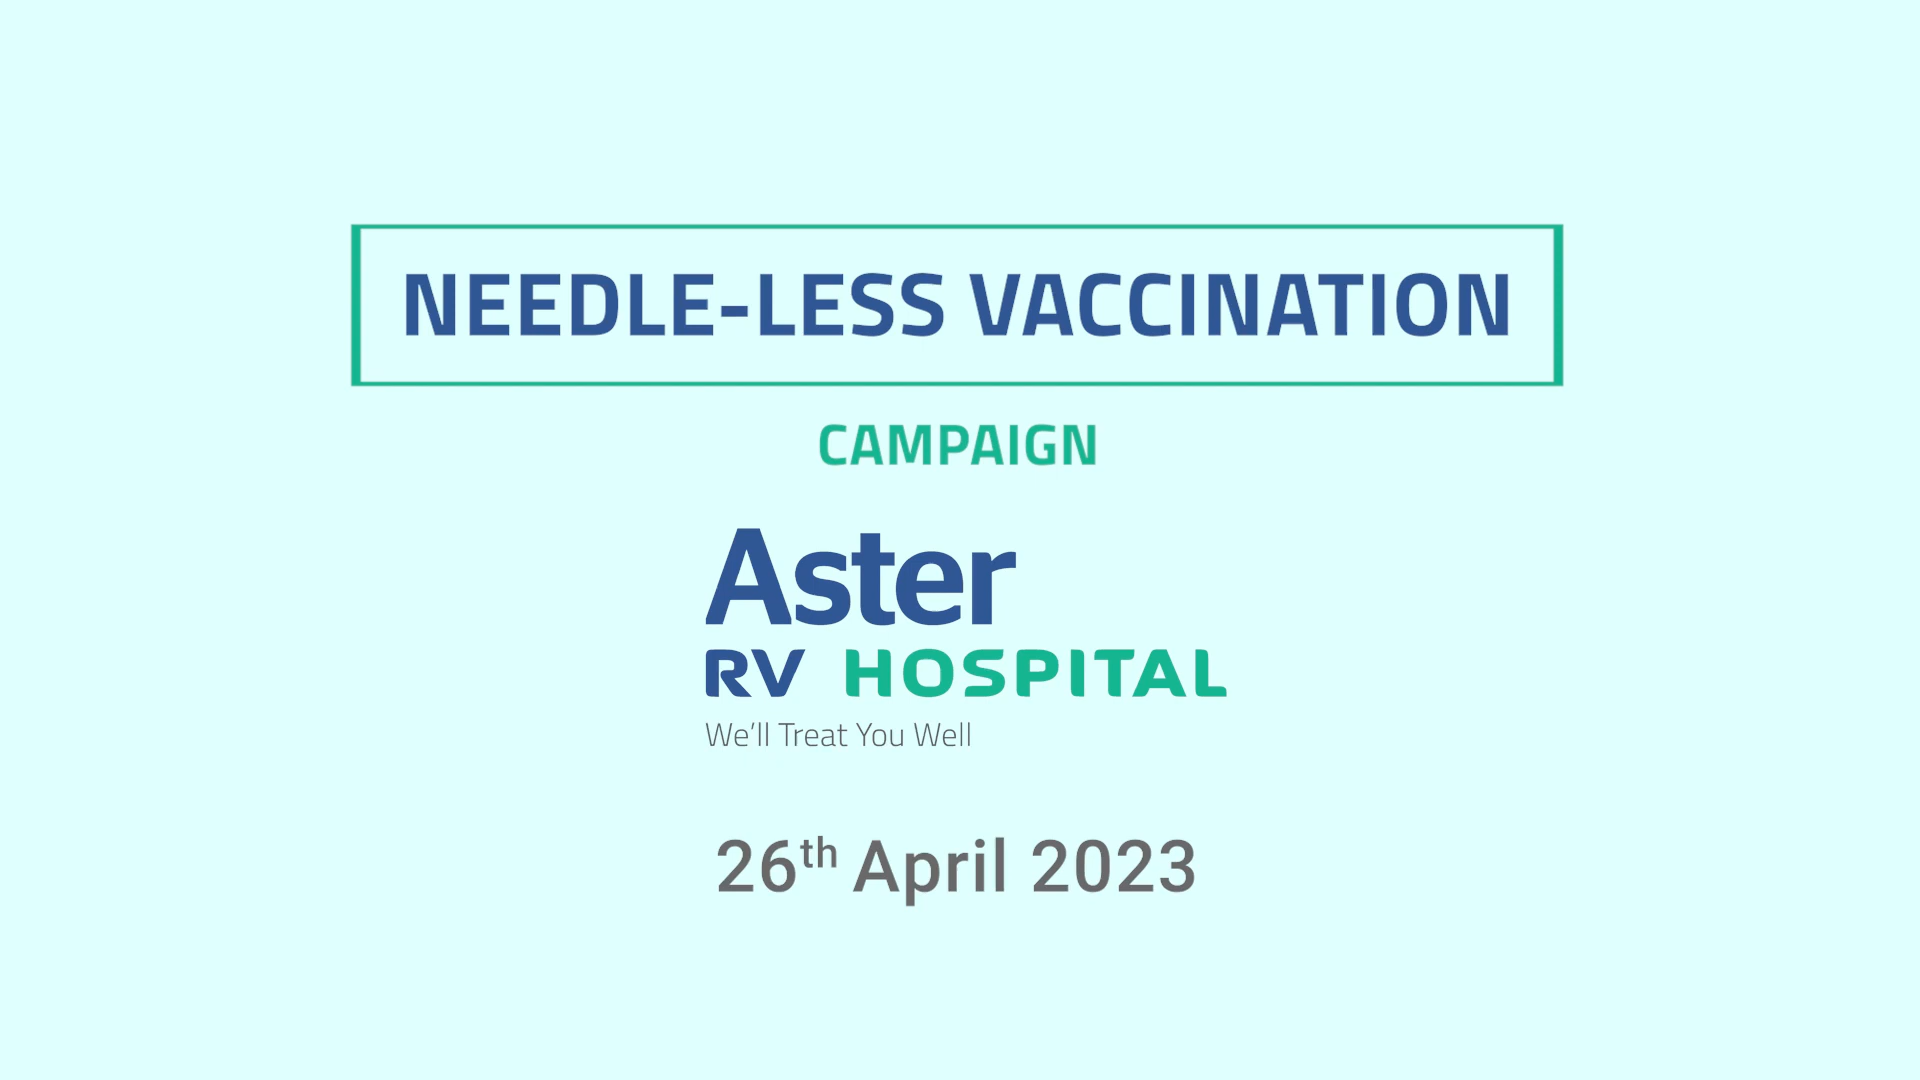 NEEDLE-LESS VACCINATION
CAMPAIGN
Aster
RV HOSPITAL
We’ll Treat You Well
26th April 2023